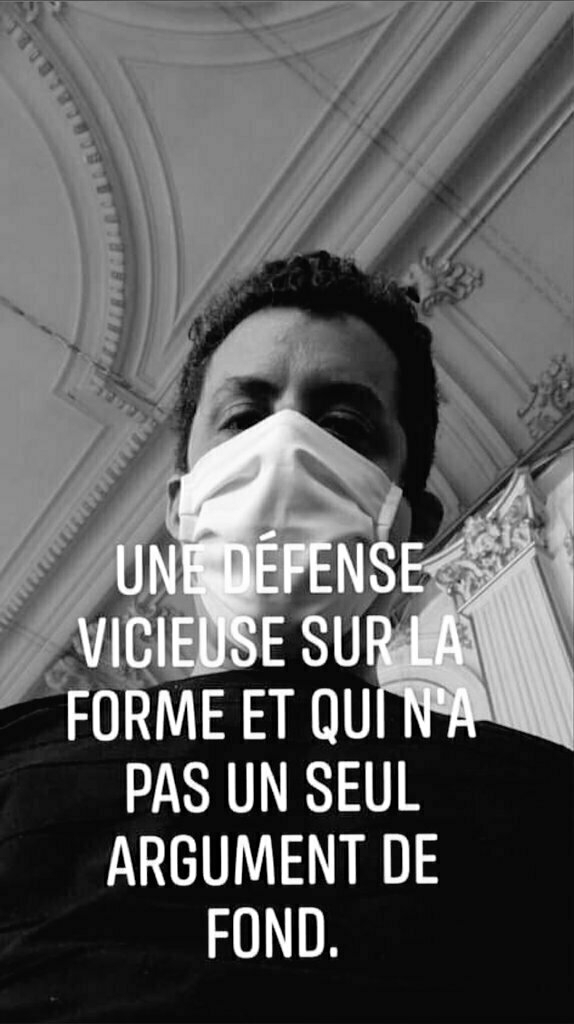 UNE DÉFENSE
VICIEUSE SUR LA
FORME ET QUI N'A
PAS UN SEUL
ARGUMENT DE
FOND.